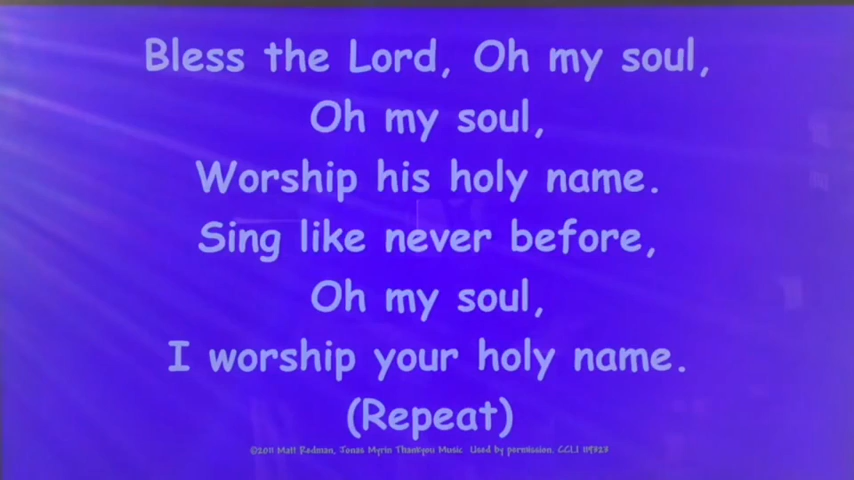 Bless the Lord, Oh my soul,
Oh my soul,
Worship his holy name.
Sing like never before,
Oh my soul,
I worship your holy name.
(Repeat)
©2011 Matt Redman, Jonas Myrin Thankyou Music Used by permission. CCLI 119323